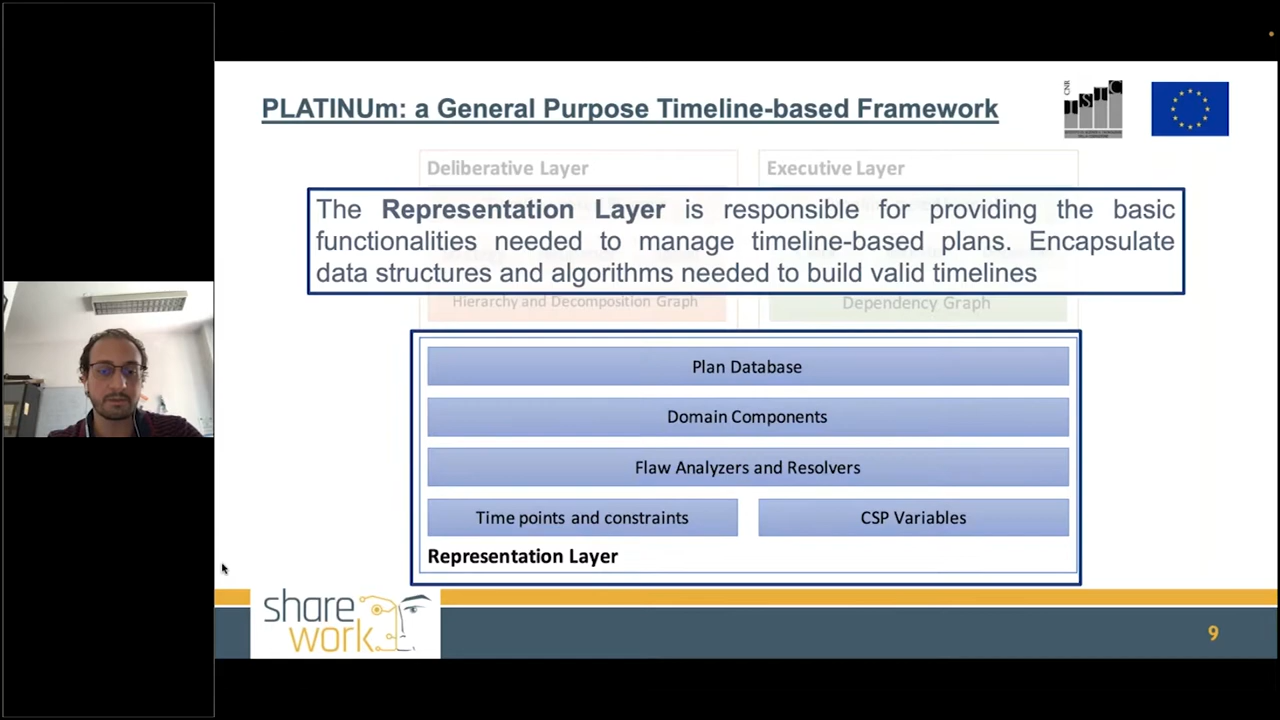 PLATINUm: a General Purpose Timeline-based Framework
CNR
ISTC
Deliberative Layer
Executive Layer
The Representation Layer is responsible for providing the basic
functionalities needed to manage timeline-based plans. Encapsulate
data structures and algorithms needed to build valid timelines
Hierarchy and Decomposition Graph
Dependency Graph
Plan Database
Domain Components
Flaw Analyzers and Resolvers
Time points and constraints
CSP Variables
Representation Layer
share
work
9